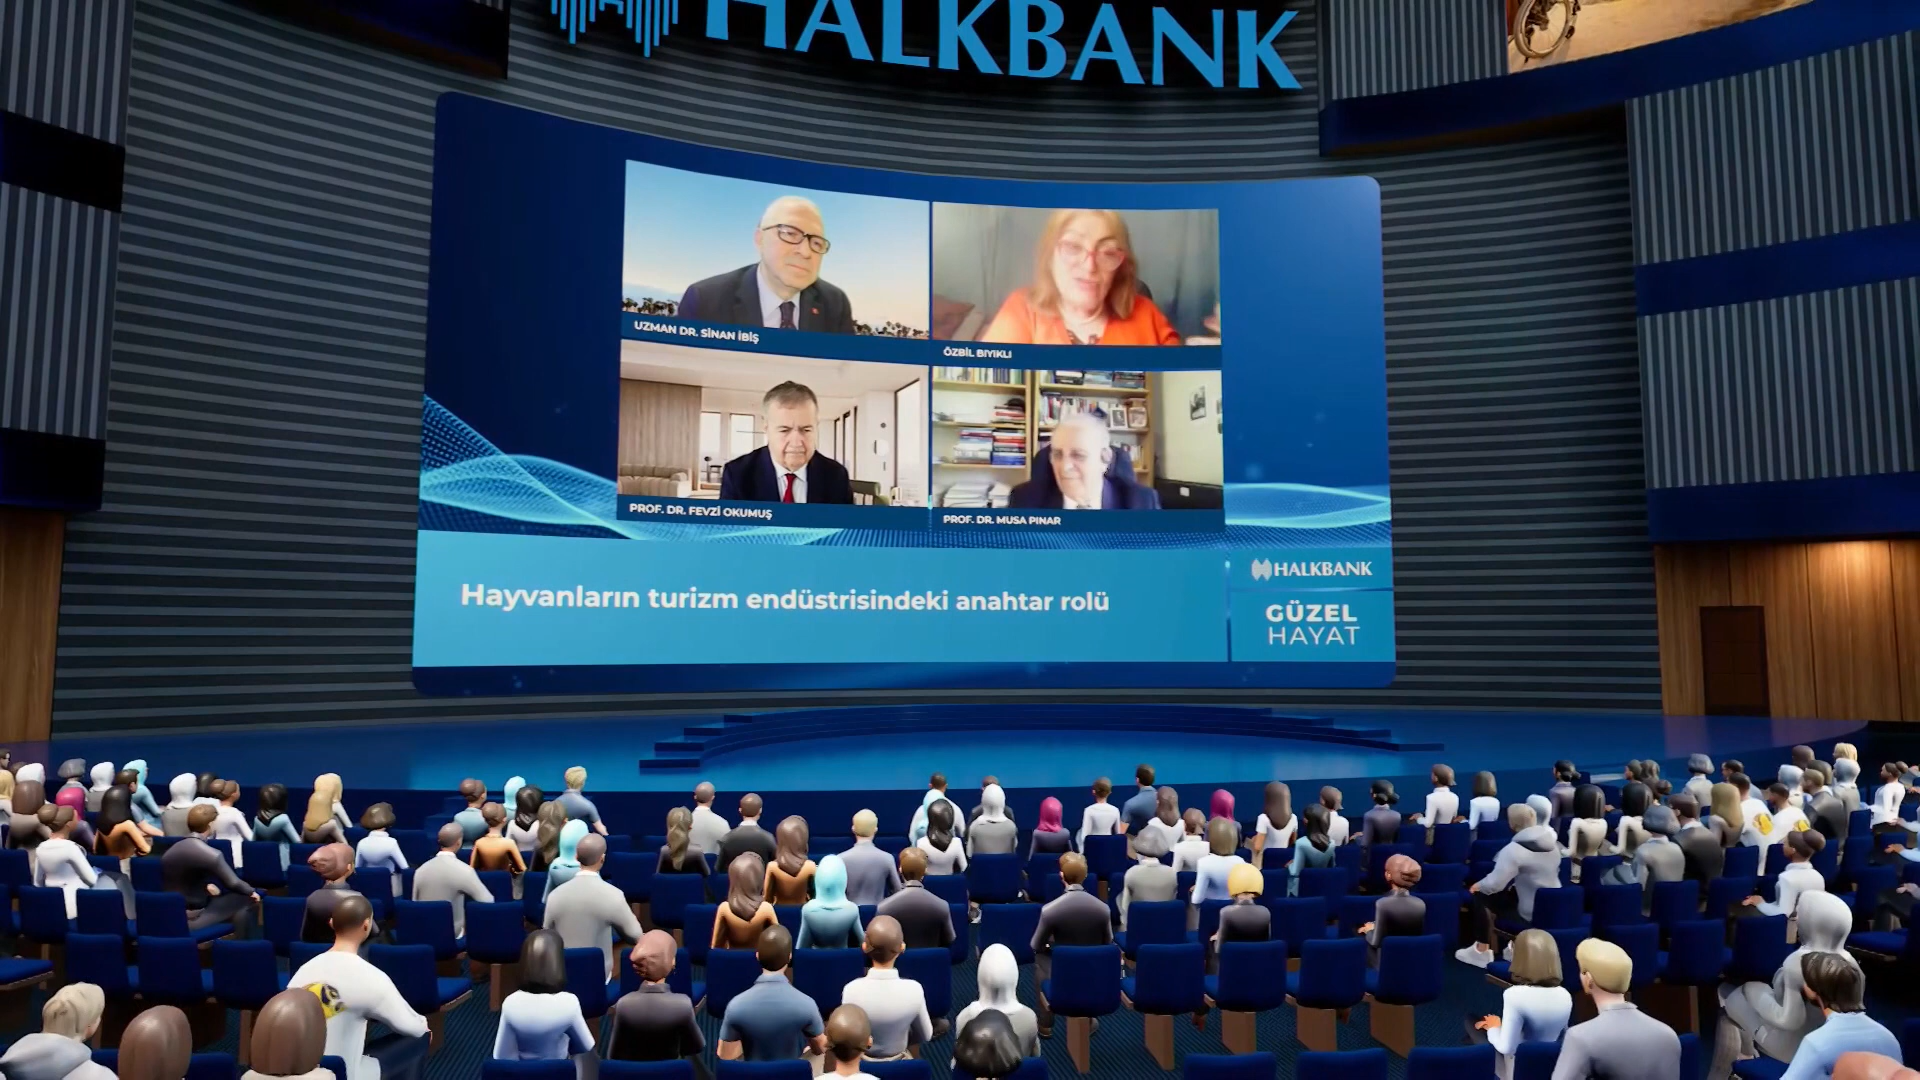 HALKBANK
UZMAN DR. SİNAN İBİŞ
ÖZBİL BIYIKLI
PROF. DR. FEVZİ OKUMUŞ
PROF. DR. MUSA PINAR
Hayvanların turizm endüstrisindeki anahtar rolü
HALKBANK
GÜZEL
HAYAT